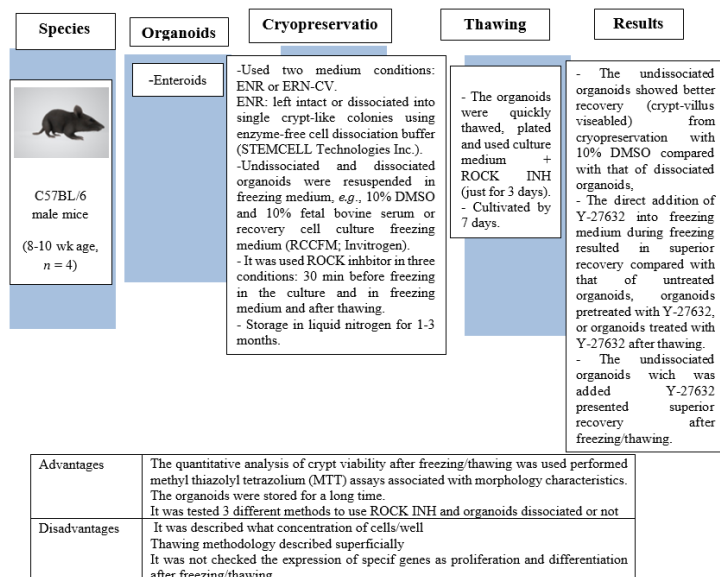 Species
Organoids
Cryopreservatio
Thawing
Results
C57BL/6
male mice
(8-10 wk age,
n = 4)
-Enteroids
-Used two medium conditions:
ENR or ERN-CV.
ENR: left intact or dissociated into
single crypt-like colonies using
enzyme-free cell dissociation buffer
(STEMCELL Technologies Inc.).
-Undissociated and dissociated
organoids were resuspended in
freezing medium, e.g., 10% DMSO
and 10% fetal bovine serum or
recovery cell culture freezing
medium (RCCFM; Invitrogen).
- It was used ROCK inhbitor in three
conditions: 30 min before freezing
in the culture and in freezing
medium and after thawing.
- Storage in liquid nitrogen for 1-3
months.
- The organoids
were quickly
thawed, plated
and used culture
medium +
ROCK INH
(just for 3 days).
- Cultivated by
7 days.
- The undissociated
organoids showed better
recovery (crypt-villus
viseabled) from
cryopreservation with
10% DMSO compared
with that of dissociated
organoids,
- The direct addition of
Y-27632 into freezing
medium during freezing
resulted in superior
recovery compared with
that of untreated
organoids, organoids
pretreated with Y-27632,
or organoids treated with
Y-27632 after thawing.
- The undissociated
organoids wich was
added Y-27632
presented superior
recovery after
freezing/thawing.
Advantages
The quantitative analysis of crypt viability after freezing/thawing was used performed
methyl thiazolyl tetrazolium (MTT) assays associated with morphology characteristics.
The organoids were stored for a long time.
It was tested 3 different methods to use ROCK INH and organoids dissociated or not
Disadvantages
It was described what concentration of cells/well
Thawing methodology described superficially
It was not checked the expression of specif genes as proliferation and differentiation
after freezing/thawing